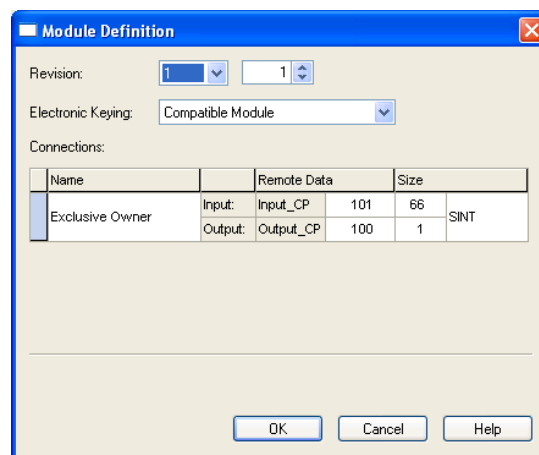 Module Definition
Revision: 1 1
Electronic Keying: Compatible Module
Connections:
Name Remote Data Size
Exclusive Owner Input: Input_CP 101 66 SINT
Output: Output_CP 100 1
OK Cancel Help